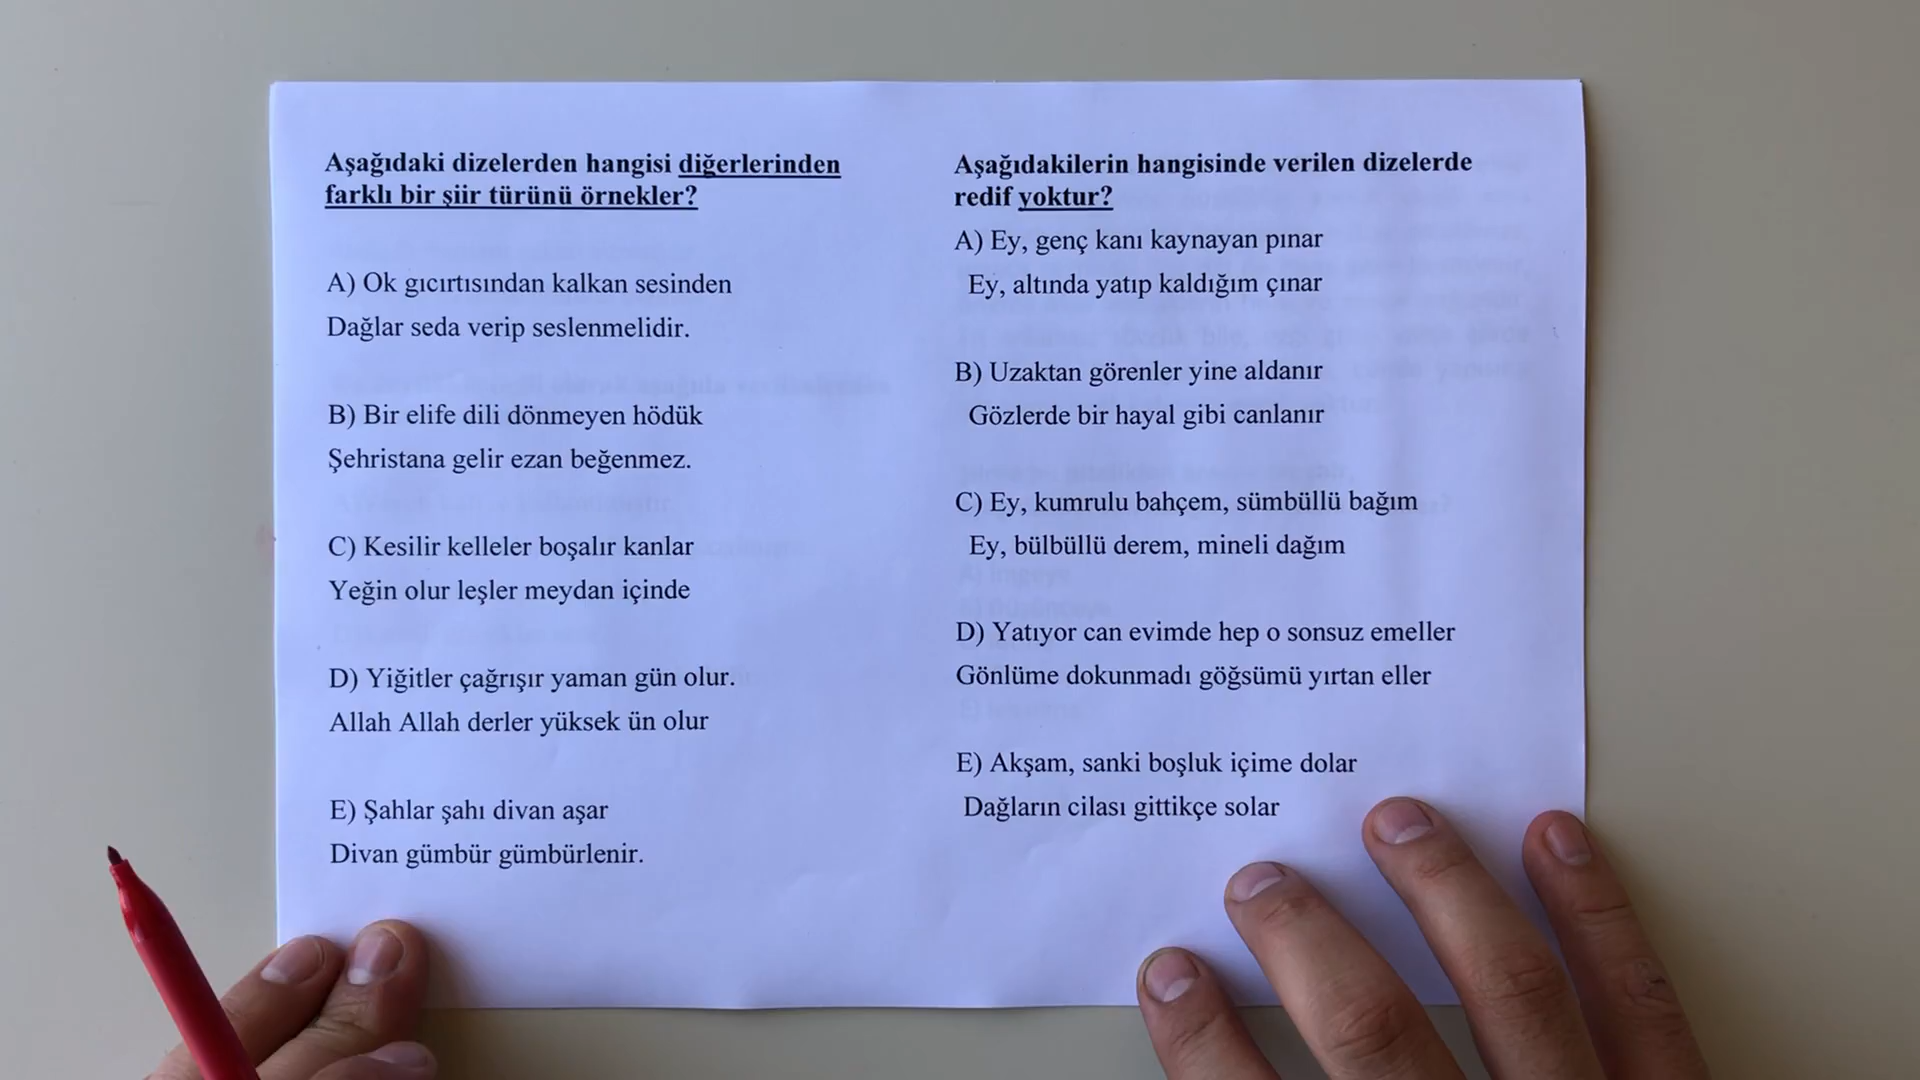 Aşağıdaki dizelerden hangisi diğerlerinden
farklı bir şiir türünü örnekler?
A) Ok gıcırtısından kalkan sesinden
Dağlar seda verip seslenmelidir.
B) Bir elife dili dönmeyen hödük
Şehristana gelir ezan beğenmez.
C) Kesilir kelleler boşalır kanlar
Yeğin olur leşler meydan içinde
D) Yiğitler çağrışır yaman gün olur.
Allah Allah derler yüksek ün olur
E) Şahlar şahı divan aşar
Divan gümbür gümbürlenir.
Aşağıdakilerin hangisinde verilen dizelerde
redif yoktur?
A) Ey, genç kanı kaynayan pınar
Ey, altında yatıp kaldığım çınar
B) Uzaktan görenler yine aldanır
Gözlerde bir hayal gibi canlanır
C) Ey, kumrulu bahçem, sümbüllü bağım
Ey, bülbüllü derem, mineli dağım
D) Yatıyor can evimde hep o sonsuz emeller
Gönlüme dokunmadı göğsümü yırtan eller
E) Akşam, sanki boşluk içime dolar
Dağların cilası gittikçe solar